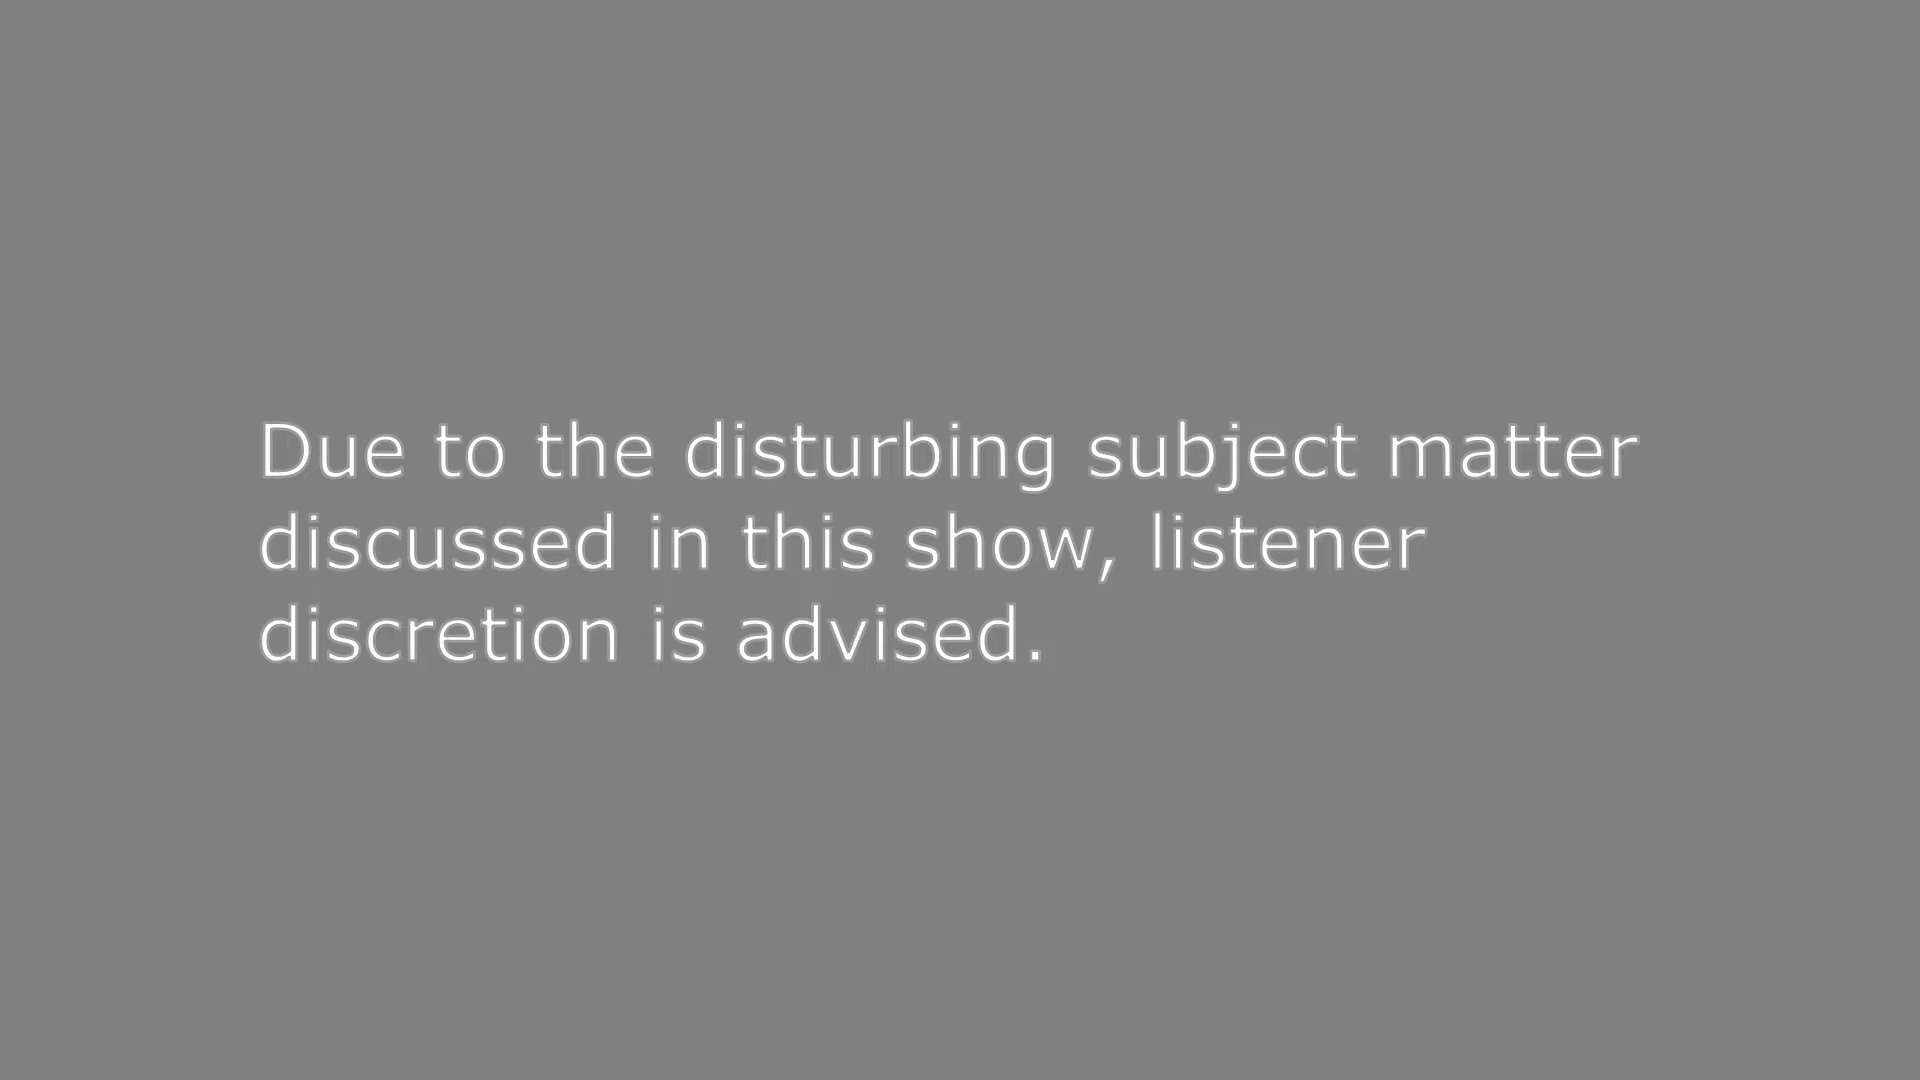 Due to the disturbing subject matter
discussed in this show, listener
discretion is advised.